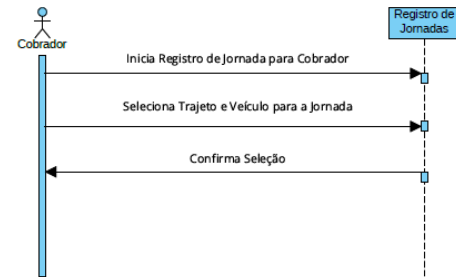 Registro de
Jornadas
Cobrador
Inicia Registro de Jornada para Cobrador
Seleciona Trajeto e Veículo para a Jornada
Confirma Seleção